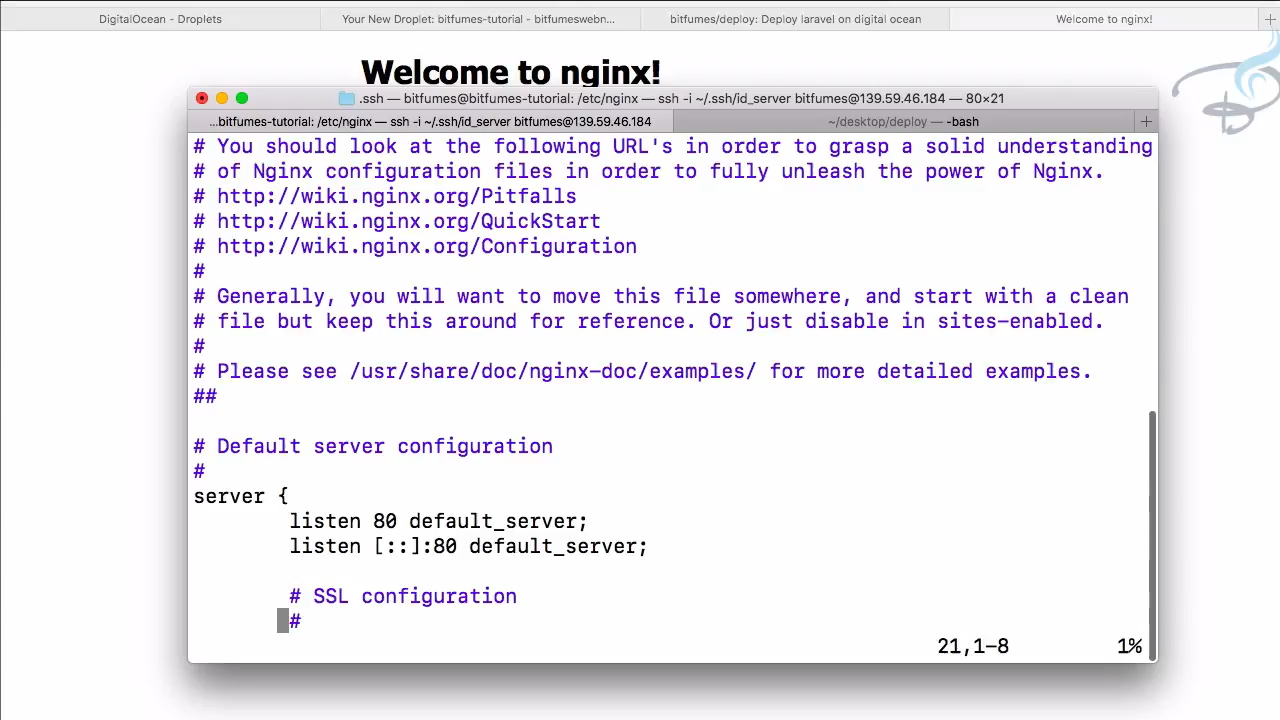 DigitalOcean - Droplets
Your New Droplet: bitfumes-tutorial - bitfumeswebn...
bitfumes/deploy: Deploy laravel on digital ocean
Welcome to nginx!
Welcome to nginx!
.ssh — bitfumes@bitfumes-tutorial: /etc/nginx — ssh -i ~/.ssh/id_server bitfumes@139.59.46.184 — 80×21
...bitfumes-tutorial: /etc/nginx — ssh -i ~/.ssh/id_server bitfumes@139.59.46.184
~/desktop/deploy — -bash
# You should look at the following URL's in order to grasp a solid understanding
# of Nginx configuration files in order to fully unleash the power of Nginx.
# http://wiki.nginx.org/Pitfalls
# http://wiki.nginx.org/QuickStart
# http://wiki.nginx.org/Configuration
#
# Generally, you will want to move this file somewhere, and start with a clean
# file but keep this around for reference. Or just disable in sites-enabled.
#
# Please see /usr/share/doc/nginx-doc/examples/ for more detailed examples.
##
# Default server configuration
#
server {
listen 80 default_server;
listen [::]:80 default_server;
# SSL configuration
#
21,1-8 1%